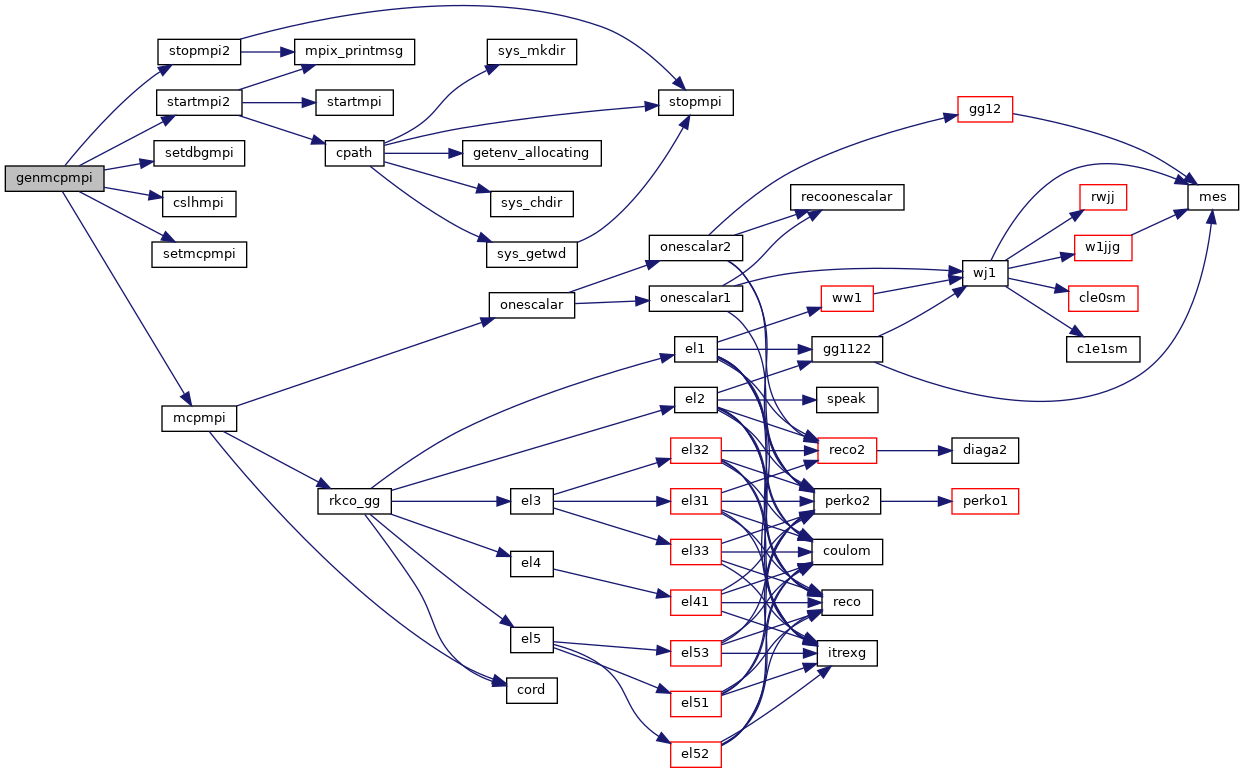 genmcpmpi
stopmpi2
startmpi2
setdbgmpi
cslhmpi
setmcpmpi
mcpmpi
mpix_printmsg
startmpi
cpath
sys_mkdir
stopmpi
getenv_allocating
sys_chdir
sys_getwd
onescalar
rkco_gg
cord
onescalar2
onescalar1
el1
el2
el3
el4
el5
el32
el31
el33
el41
el53
el51
el52
recoonescalar
ww1
gg1122
speak
reco2
perko2
coulom
reco
itrexg
gg12
wj1
diaga2
perko1
rwjj
w1jjg
cle0sm
c1e1sm
mes